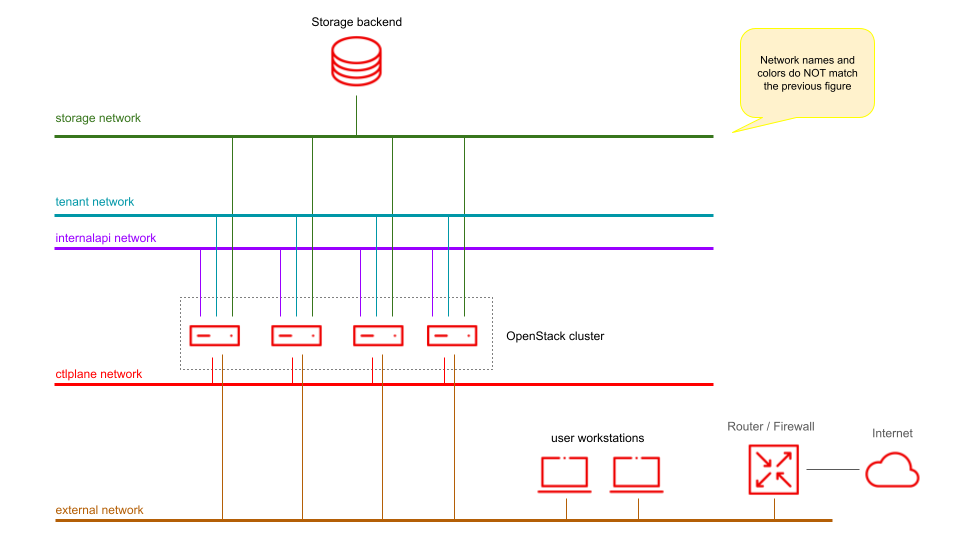 Storage backend
Network names and
colors do NOT match
the previous figure
storage network
tenant network
internalapi network
OpenStack cluster
ctlplane network
Router / Firewall
Internet
user workstations
external network